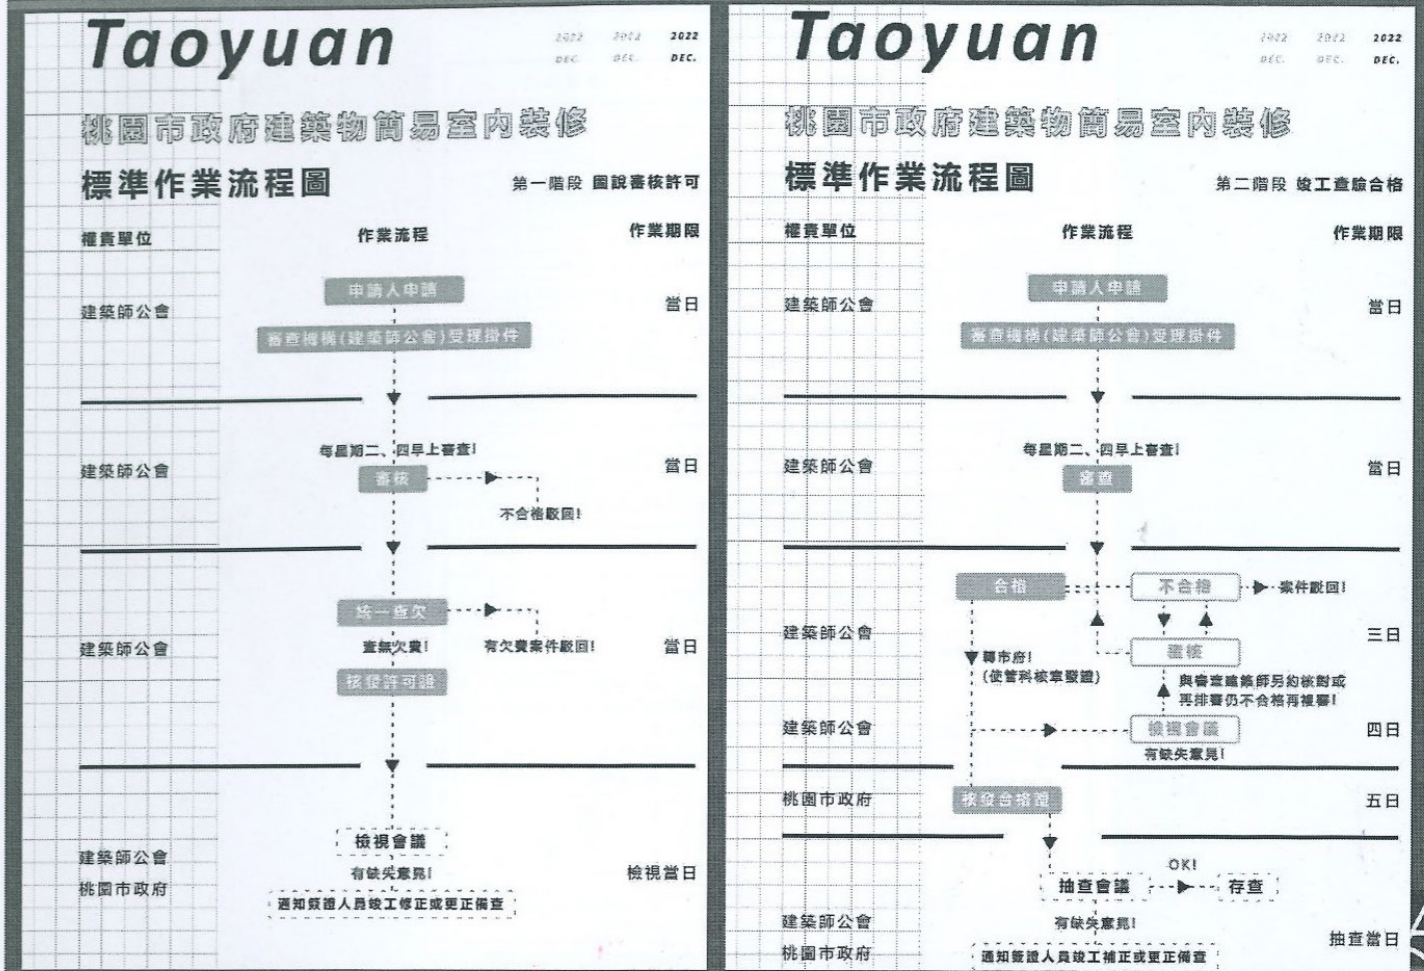 Taoyuan
2022 2022 2022
DEC. DEC. DEC.
桃園市政府建築物簡易室內裝修
標準作業流程圖
第一階段 圖說審核許可
權責單位 作業流程 作業期限
申請人申請
建築師公會 當日
審查機構(建築師公會)受理掛件
每星期二、四早上審查!
建築師公會 審核 當日
不合格駁回!
統一查欠
建築師公會 查無欠費! 有欠費案件駁回! 當日
核發許可證
檢視會議
建築師公會
有缺失意見! 檢視當日
桃園市政府
通知簽證人員竣工修正或更正備查
Taoyuan
2022 2022 2022
DEC. DEC. DEC.
桃園市政府建築物簡易室內裝修
標準作業流程圖
第二階段 竣工查驗合格
權責單位 作業流程 作業期限
申請人申請
建築師公會 當日
審查機構(建築師公會)受理掛件
每星期二、四早上審查!
建築師公會 審查 當日
合格 不合格 案件駁回!
建築師公會 三日
轉市府! 審核
(使管科核章發證) 與審查建築師另約核對或
再排審仍不合格再複審!
建築師公會 檢視會議 四日
有缺失意見!
桃園市政府 核發合格證 五日
OK!
抽查會議 存查
建築師公會 有缺失意見!
抽查當日
桃園市政府 通知簽證人員竣工補正或更正備查